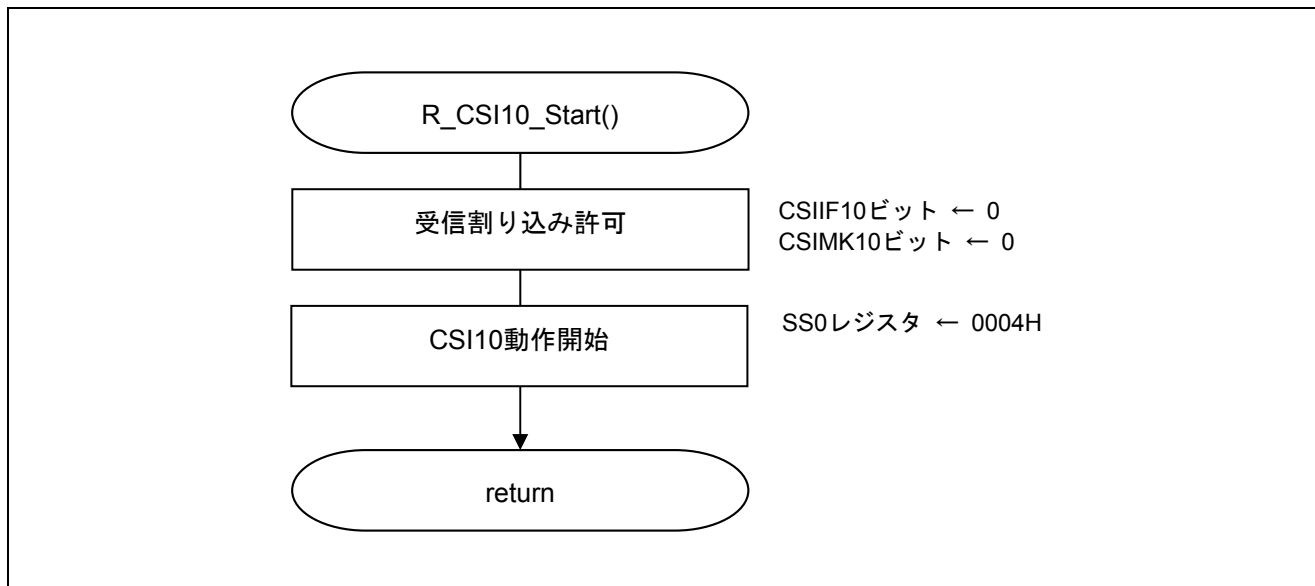 R_CSI10_Start()
受信割り込み許可
CSIIF10ビット ← 0
CSIMK10ビット ← 0
CSI10動作開始
SS0レジスタ ← 0004H
return